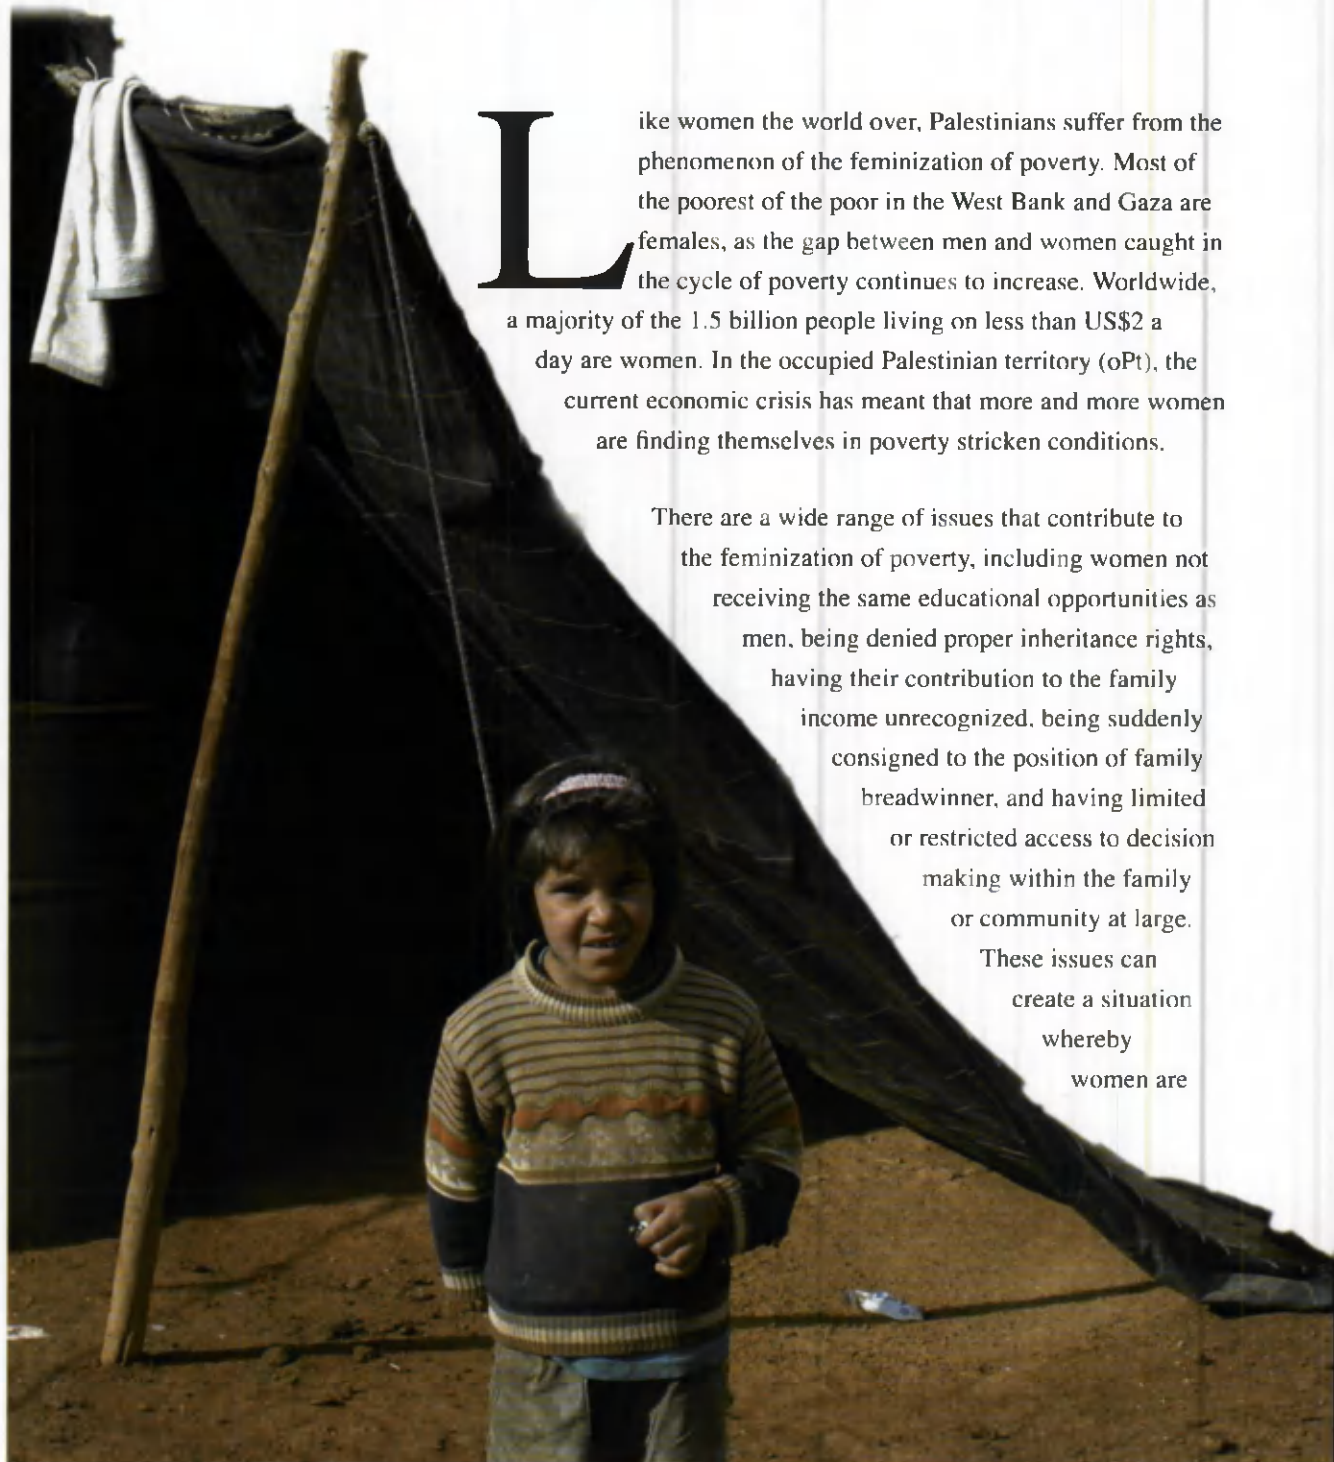 Like women the world over, Palestinians suffer from the
phenomenon of the feminization of poverty. Most of
the poorest of the poor in the West Bank and Gaza are
females, as the gap between men and women caught in
the cycle of poverty continues to increase. Worldwide,
a majority of the 1.5 billion people living on less than US$2 a
day are women. In the occupied Palestinian territory (oPt), the
current economic crisis has meant that more and more women
are finding themselves in poverty stricken conditions.
There are a wide range of issues that contribute to
the feminization of poverty, including women not
receiving the same educational opportunities as
men, being denied proper inheritance rights,
having their contribution to the family
income unrecognized, being suddenly
consigned to the position of family
breadwinner, and having limited
or restricted access to decision
making within the family
or community at large.
These issues can
create a situation
whereby
women are